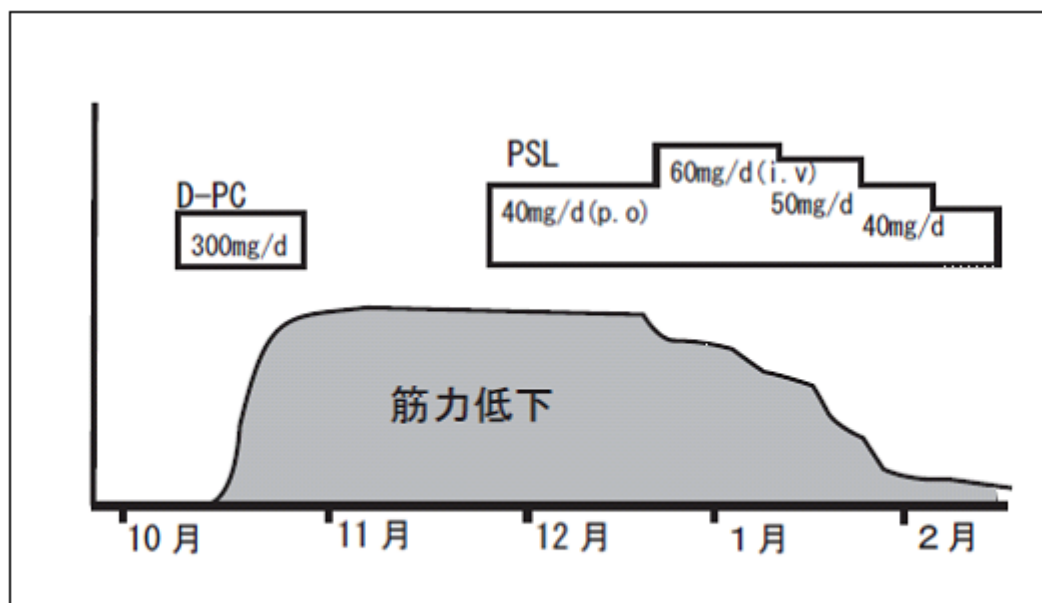 PSL
D-PC
60mg/d(i.v)
300mg/d
40mg/d(p.o)
50mg/d
40mg/d
筋力低下
10月
11月
12月
1月
2月